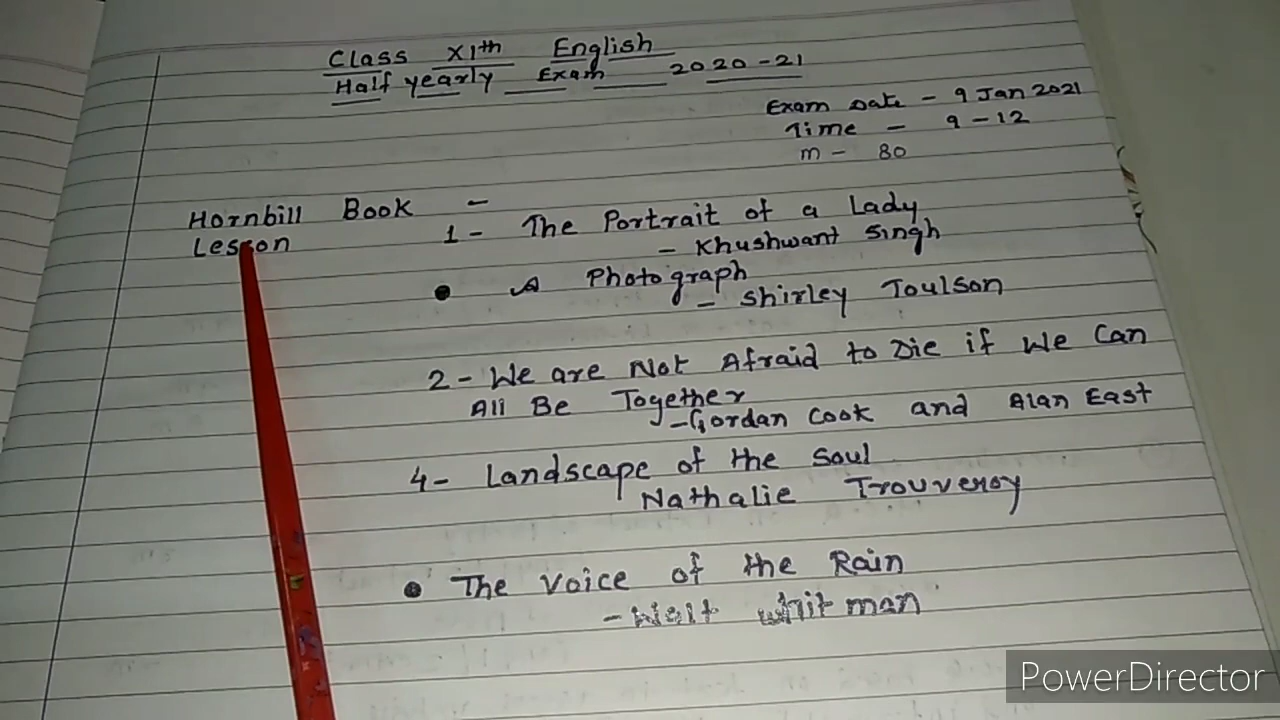 Class XIth English
Half yearly Exam 2020-21
Exam Date - 9 Jan 2021
Time - 9-12
m - 80
Hornbill Book -
Lesson 1- The Portrait of a Lady
- Khushwant Singh
• A Photograph
- Shirley Toulson
2- We are Not Afraid to Die if We Can
All Be Together
- Gordan Cook and Alan East
4- Landscape of the Soul
Nathalie Trouveroy
• The Voice of the Rain
- Walt Whitman
PowerDirector